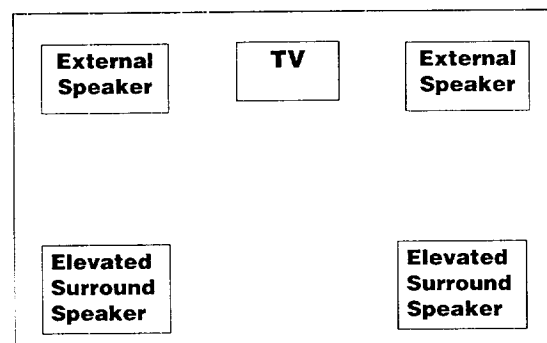 External
Speaker
TV
External
Speaker
Elevated
Surround
Speaker
Elevated
Surround
Speaker